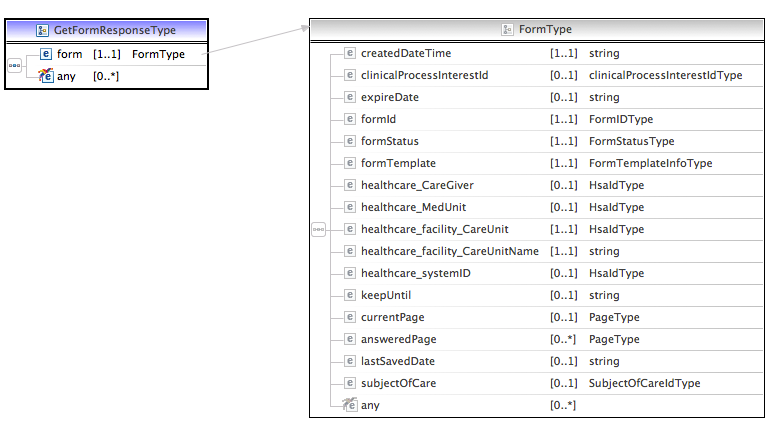 GetFormResponseType
e form [1..1] FormType
e any [0..*]
FormType
e createdDateTime [1..1] string
e clinicalProcessInterestId [0..1] clinicalProcessInterestIdType
e expireDate [0..1] string
e formId [1..1] FormIDType
e formStatus [1..1] FormStatusType
e formTemplate [1..1] FormTemplateInfoType
e healthcare_CareGiver [0..1] HsaIdType
e healthcare_MedUnit [0..1] HsaIdType
e healthcare_facility_CareUnit [1..1] HsaIdType
e healthcare_facility_CareUnitName [1..1] string
e healthcare_systemID [0..1] HsaIdType
e keepUntil [0..1] string
e currentPage [0..1] PageType
e answeredPage [0..*] PageType
e lastSavedDate [0..1] string
e subjectOfCare [0..1] SubjectOfCareIdType
e any [0..*]